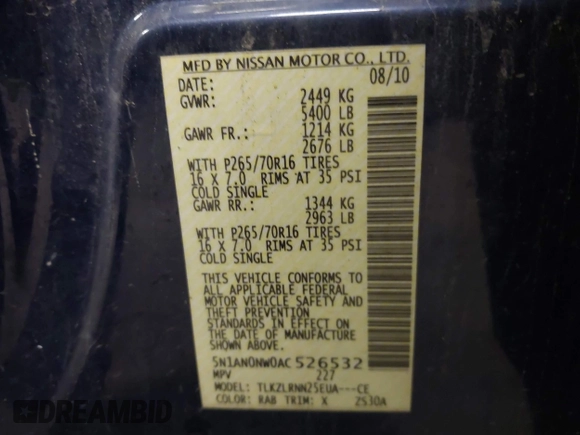 MFD BY NISSAN MOTOR CO., LTD.
DATE: 08/10
GVWR: 2449 KG
5400 LB
GAWR FR.: 1214 KG
2676 LB
WITH P265/70R16 TIRES
16 X 7.0 RIMS AT 35 PSI
COLD SINGLE
GAWR RR.: 1344 KG
2963 LB
WITH P265/70R16 TIRES
16 X 7.0 RIMS AT 35 PSI
COLD SINGLE
THIS VEHICLE CONFORMS TO
ALL APPLICABLE FEDERAL
MOTOR VEHICLE SAFETY AND
THEFT PREVENTION
STANDARDS IN EFFECT ON
THE DATE OF MANUFACTURE
SHOWN ABOVE.
5N1AN0NW0AC526532
MPV 227
MODEL: TLKZLRNN25EUA---CE
COLOR: RAB TRIM: X 2530A
DREAMBID